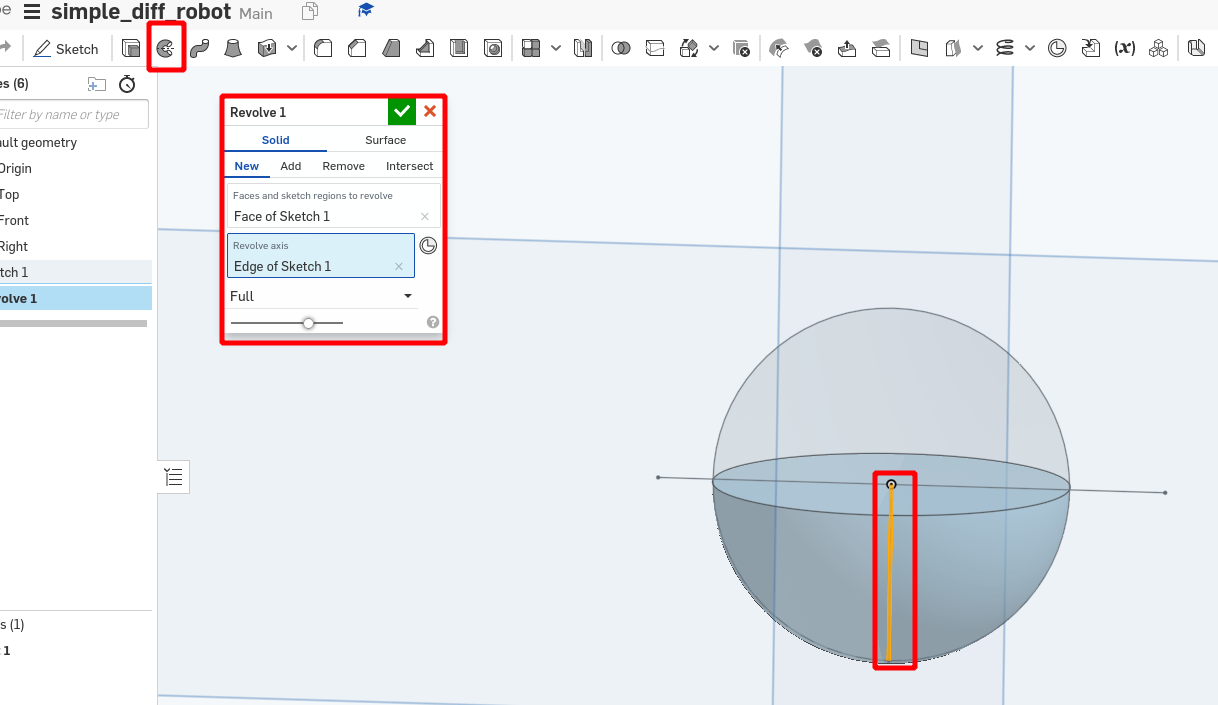 simple_diff_robot Main
Sketch
(x)
es (6)
Filter by name or type
ault geometry
Origin
Top
Front
Right
tch 1
volve 1
s (1)
1
Revolve 1
Solid Surface
New Add Remove Intersect
Faces and sketch regions to revolve
Face of Sketch 1
Revolve axis
Edge of Sketch 1
Full